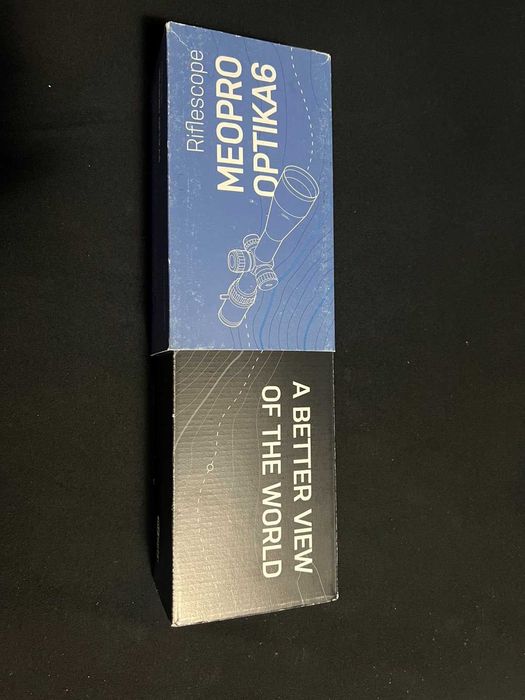 Riflescope
MEOPRO
OPTIKA6
A BETTER VIEW
OF THE WORLD